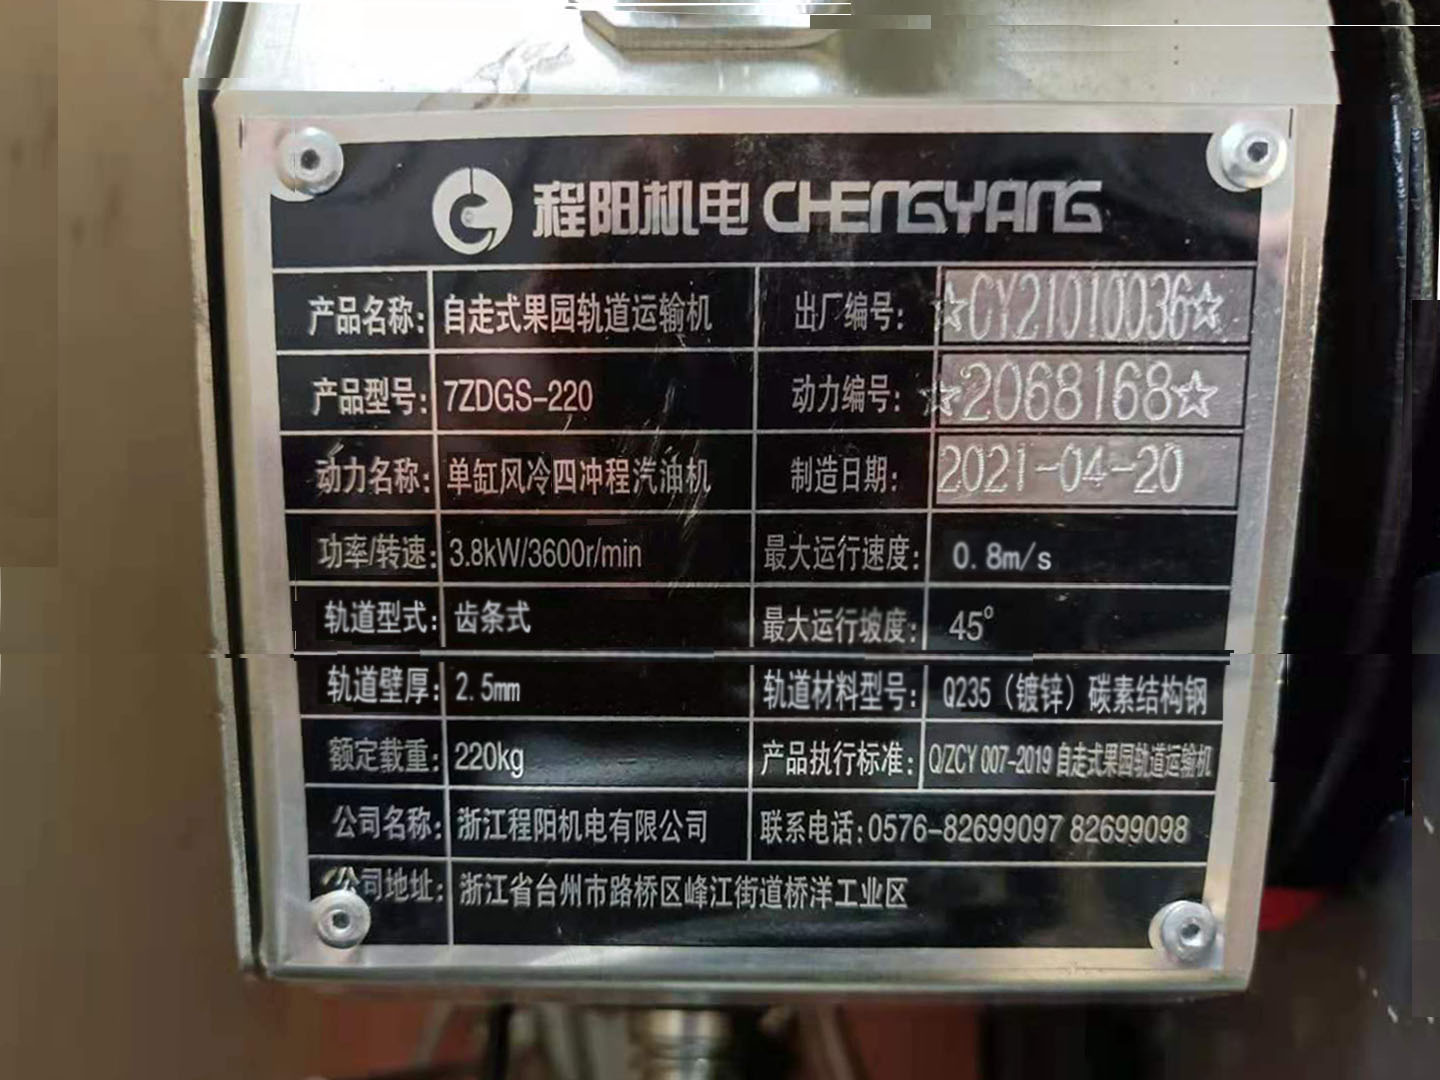 程阳机电 CHENGYANG
产品名称: 自走式果园轨道运输机 出厂编号: ☆CY21010036☆
产品型号: 7ZDGS-220 动力编号: ☆2068168☆
动力名称: 单缸风冷四冲程汽油机 制造日期: 2021-04-20
功率/转速: 3.8kW/3600r/min 最大运行速度: 0.8m/s
轨道型式: 齿条式 最大运行坡度: 45°
轨道壁厚: 2.5mm 轨道材料型号: Q235（镀锌）碳素结构钢
额定载重: 220kg 产品执行标准: Q/ZCY 007-2019 自走式果园轨道运输机
公司名称: 浙江程阳机电有限公司 联系电话:0576-82699097 82699098
公司地址: 浙江省台州市路桥区峰江街道桥洋工业区